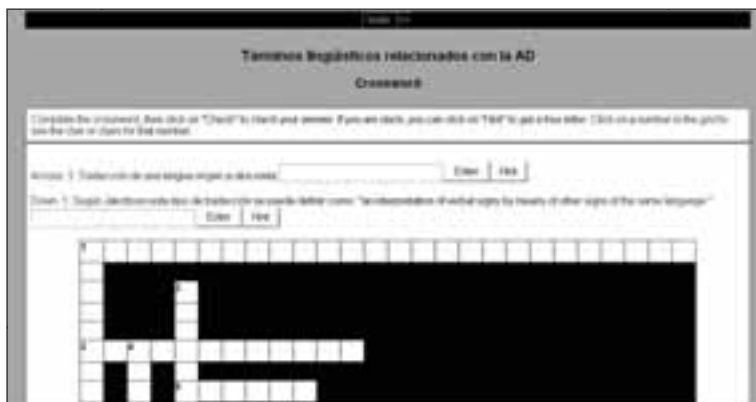 Términos lingüísticos relacionados con la AD
Crossword
Complete the crossword, then click on "Check" to check your answer. If you are stuck, you can click on "Hint" to get a free letter. Click on a number in the grid to
see the clue or clues for that number.
Across: 1. Traducción de una lengua origen a otra meta. Enter Hint
Down: 1. Según Jakobson este tipo de traducción se puede definir como: "an interpretation of verbal signs by means of other signs of the same language."
Enter Hint